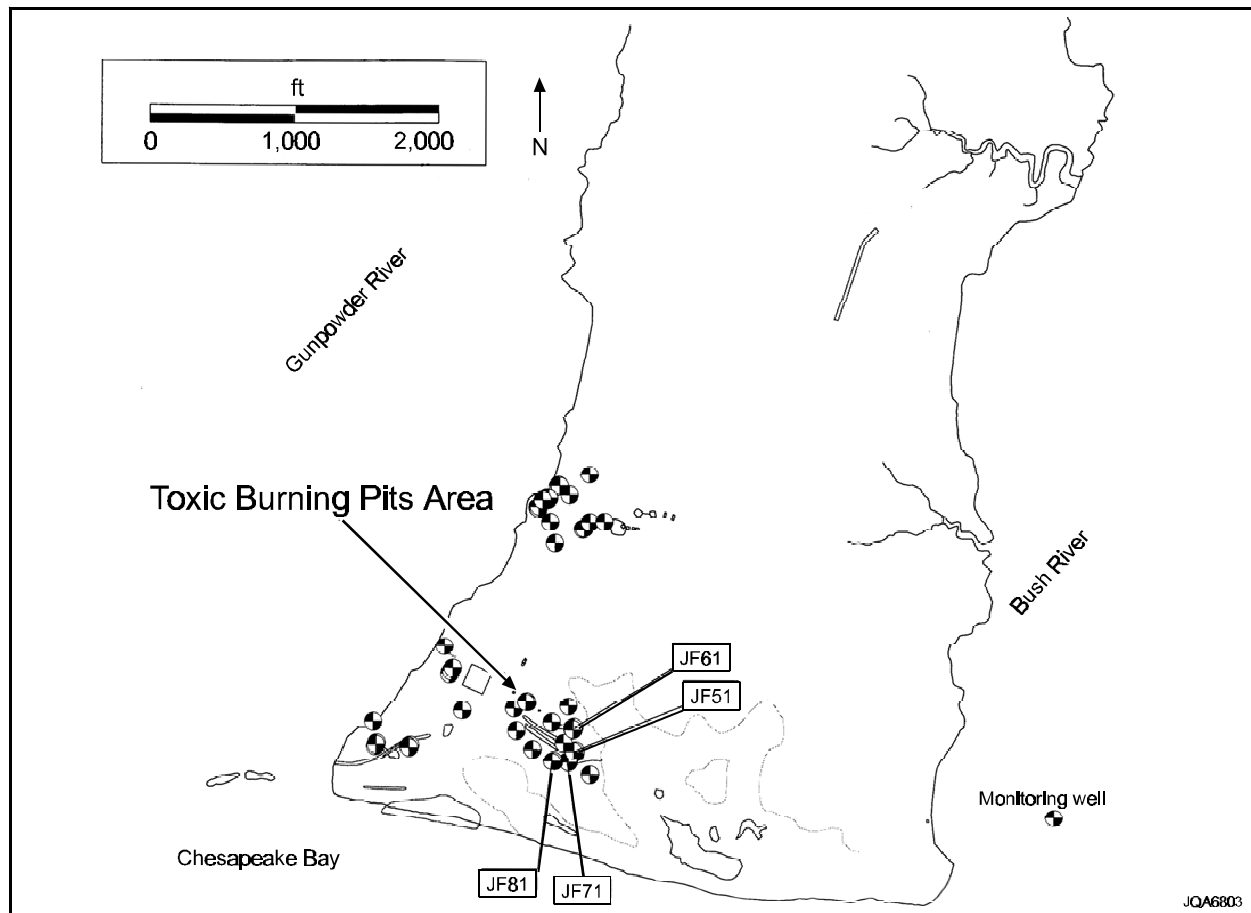 ft
0 1,000 2,000
N
Gunpowder River
Toxic Burning Pits Area
Bush River
JF61
JF51
Monitoring well
Chesapeake Bay
JF81
JF71
JQA6803